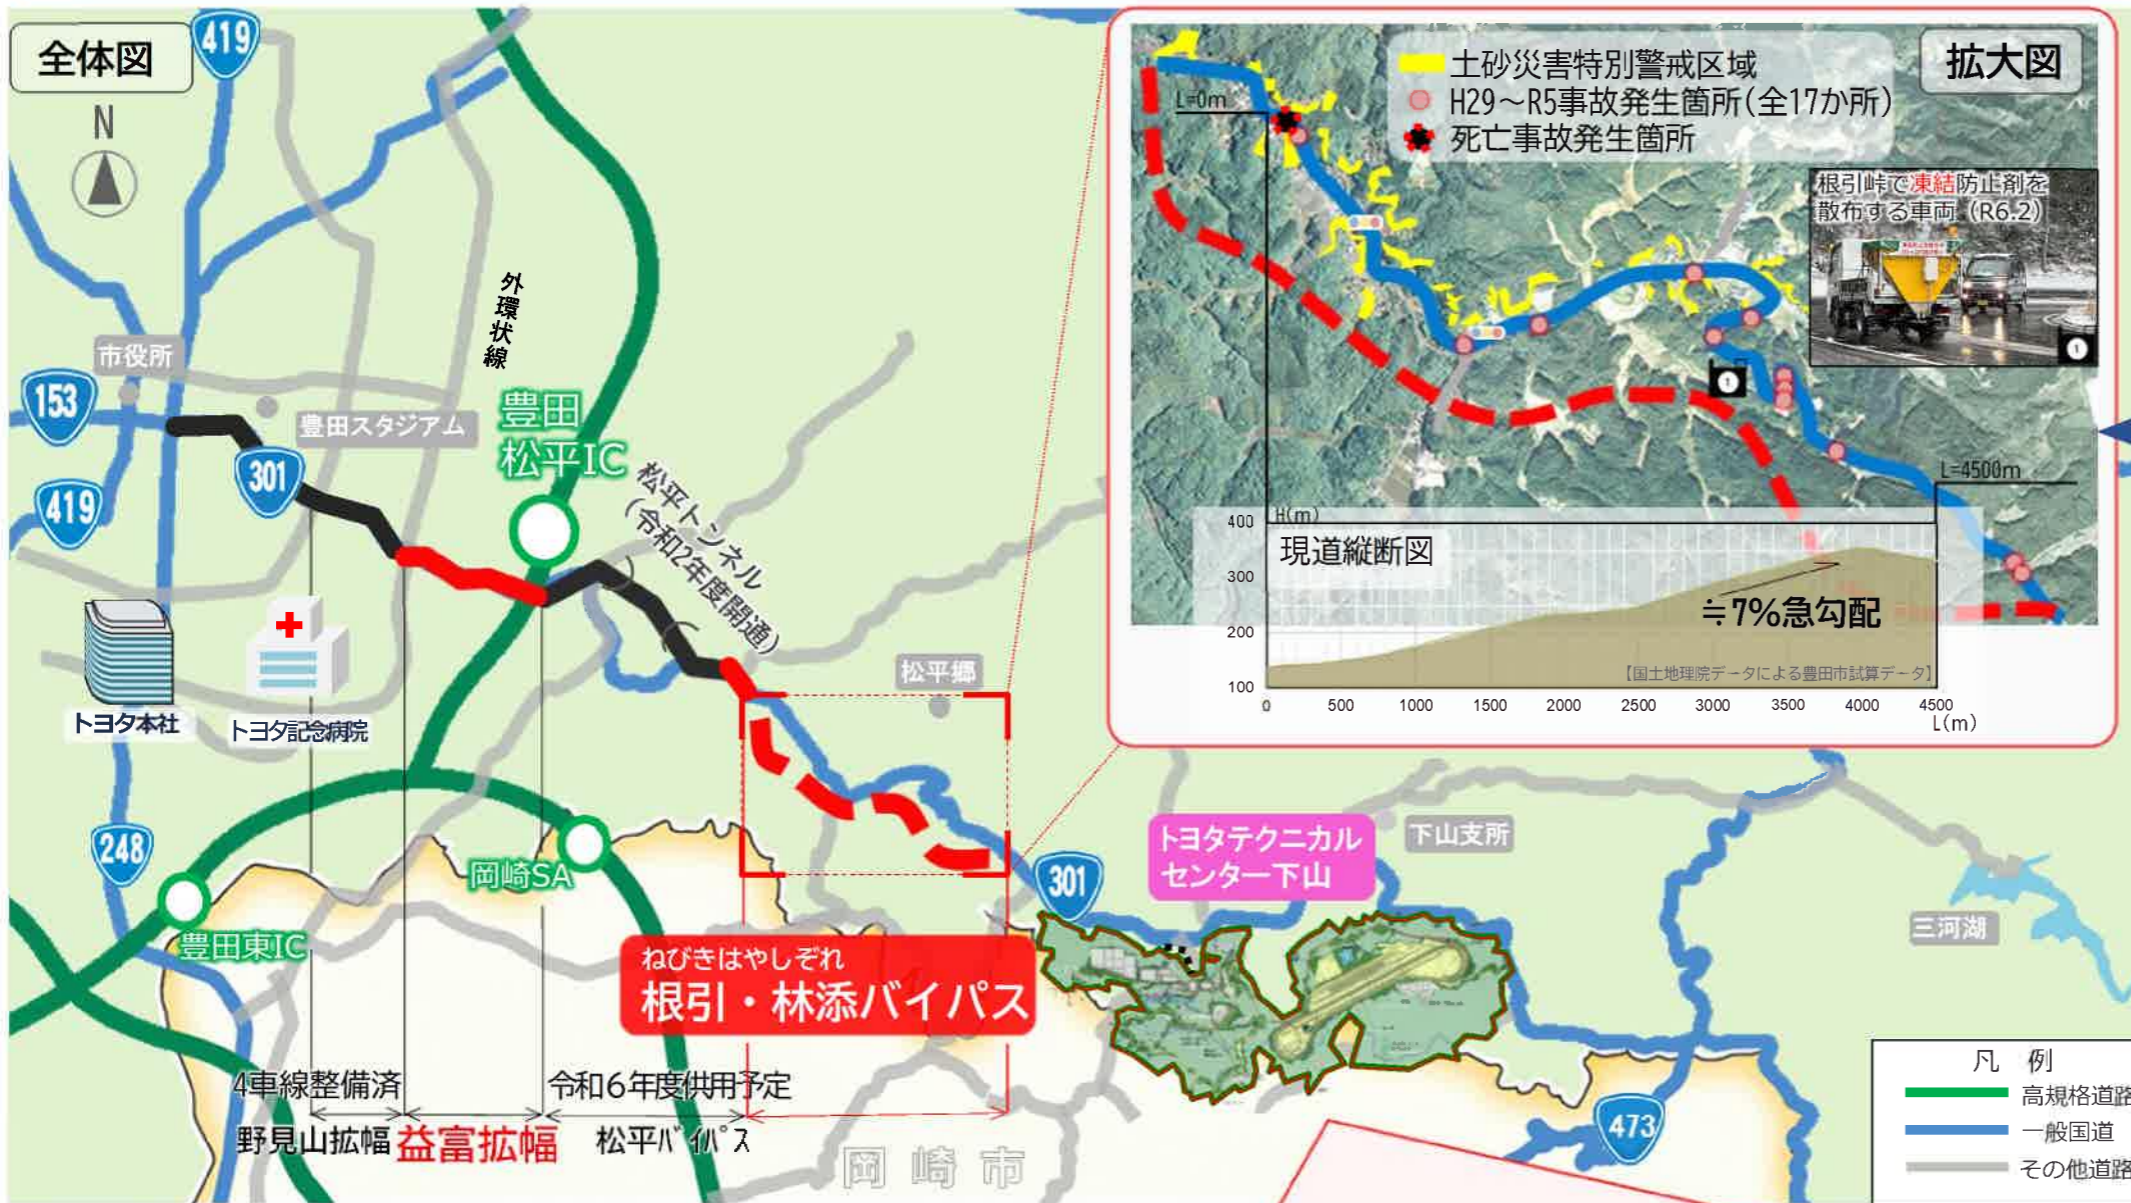 全体図
N
419
153
419
301
248
市役所
豊田スタジアム
外環状線
豊田
松平IC
松平トンネル
(令和2年度開通)
トヨタ本社
トヨタ記念病院
松平郷
岡崎SA
豊田東IC
ねびきはやしぞれ
根引・林添バイパス
301
トヨタテクニカル
センター下山
下山支所
三河湖
473
4車線整備済
令和6年度供用予定
野見山拡幅
益富拡幅
松平バイパス
岡崎市
拡大図
土砂災害特別警戒区域
H29～R5事故発生箇所(全17か所)
死亡事故発生箇所
L=0m
根引峠で凍結防止剤を
散布する車両 (R6.2)
1
1
L=4500m
H(m)
現道縦断図
≒7%急勾配
【国土地理院データによる豊田市試算データ】
400
300
200
100
0 500 1000 1500 2000 2500 3000 3500 4000 4500
L(m)
凡 例
高規格道路
一般国道
その他道路